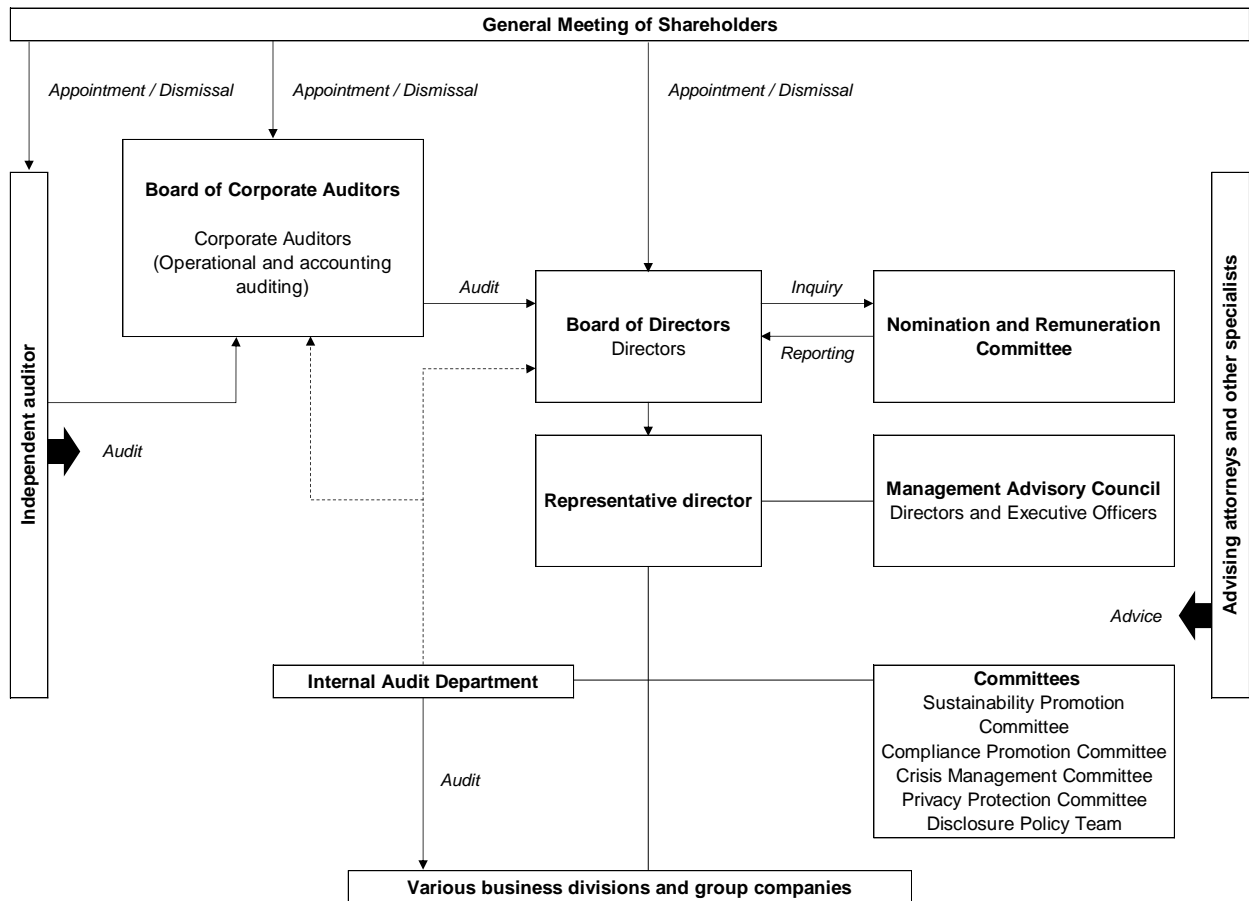 General Meeting of Shareholders
Appointment / Dismissal
Appointment / Dismissal
Appointment / Dismissal
Independent auditor
Audit
Board of Corporate Auditors
Corporate Auditors
(Operational and accounting
auditing)
Audit
Board of Directors
Directors
Inquiry
Reporting
Nomination and Remuneration
Committee
Advising attorneys and other specialists
Advice
Representative director
Management Advisory Council
Directors and Executive Officers
Internal Audit Department
Committees
Sustainability Promotion
Committee
Compliance Promotion Committee
Crisis Management Committee
Privacy Protection Committee
Disclosure Policy Team
Audit
Various business divisions and group companies